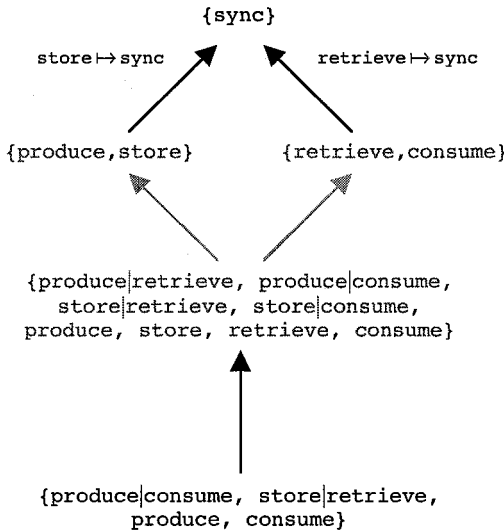 {sync}
store↦sync
retrieve↦sync
{produce,store}
{retrieve,consume}
{produce|retrieve, produce|consume,
store|retrieve, store|consume,
produce, store, retrieve, consume}
{produce|consume, store|retrieve,
produce, consume}